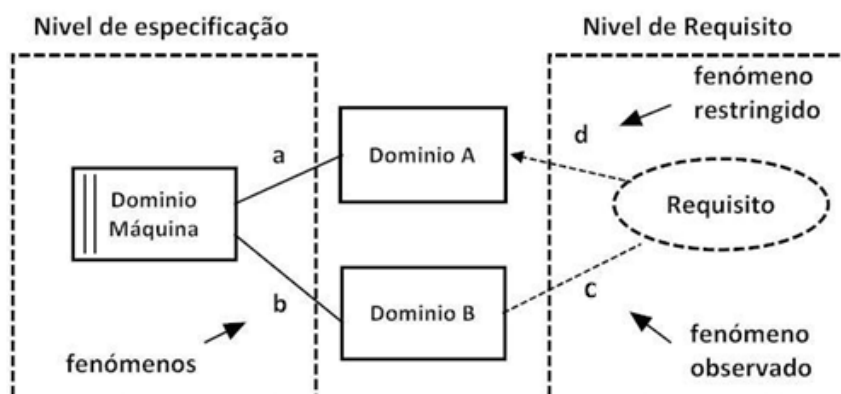 Nivel de especificação
Nivel de Requisito
fenómeno
restringido
a
d
Dominio A
Dominio
Máquina
Requisito
b
Dominio B
c
fenómenos
fenómeno
observado